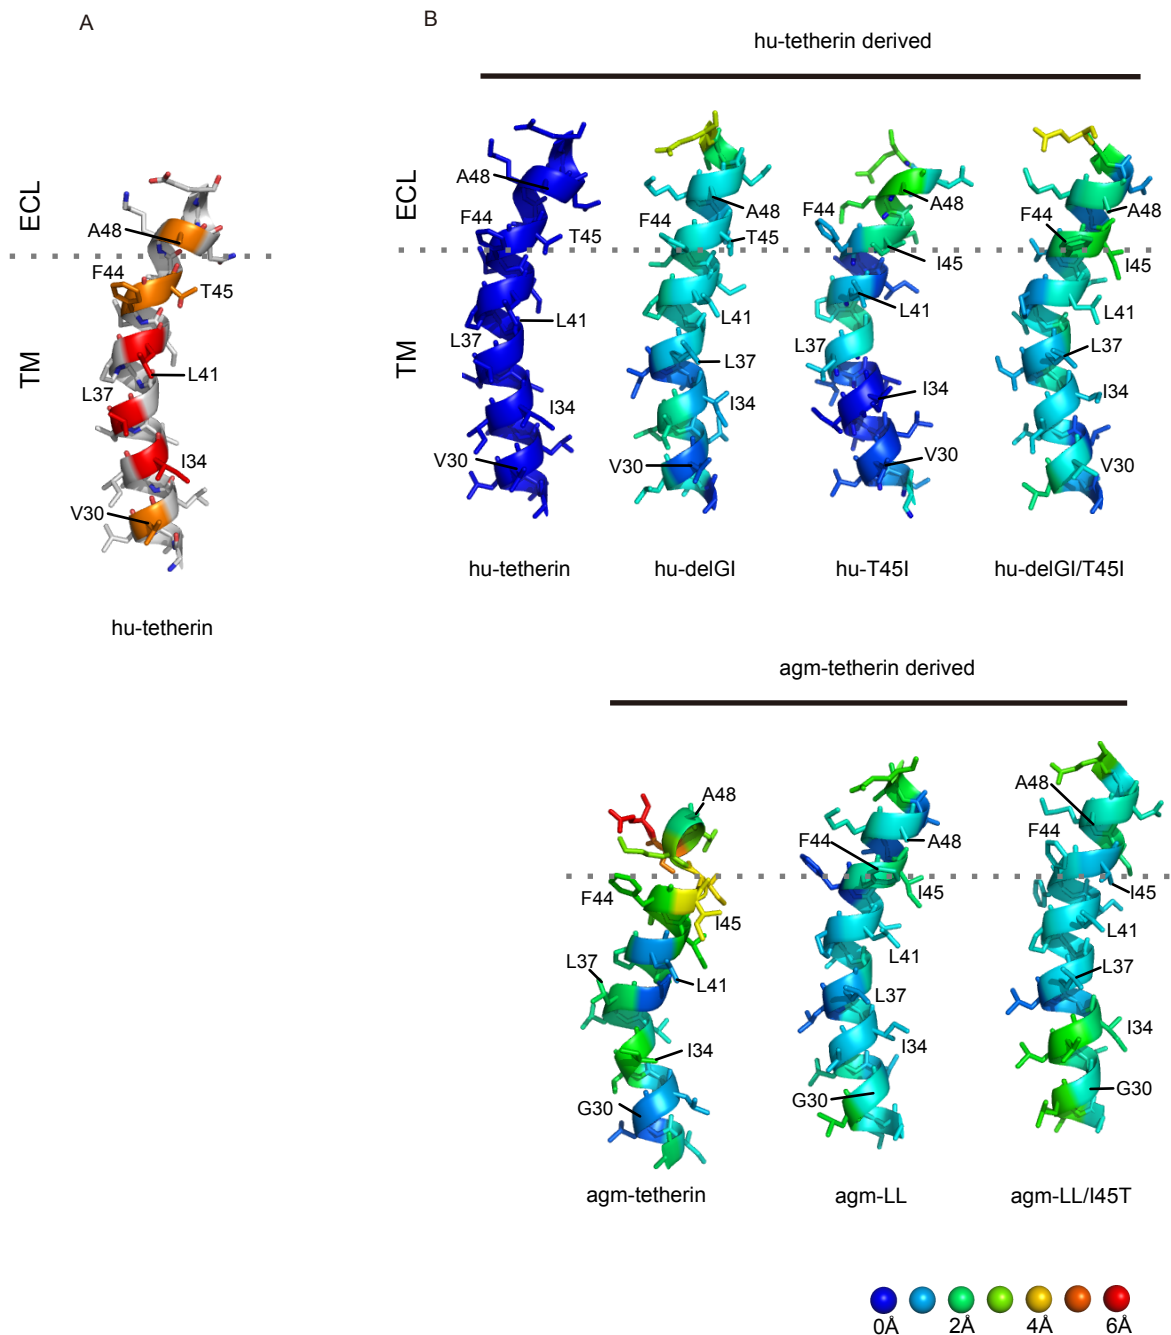 A
B
hu-tetherin derived
ECL
TM
A48
F44
T45
L41
L37
I34
V30
hu-tetherin
ECL
TM
A48
F44
T45
L41
L37
I34
V30
hu-tetherin
A48
F44
T45
L41
L37
I34
V30
hu-delGI
A48
F44
I45
L41
L37
I34
V30
hu-T45I
A48
F44
I45
L41
L37
I34
V30
hu-delGI/T45I
agm-tetherin derived
A48
F44
I45
L37
L41
I34
G30
agm-tetherin
A48
F44
I45
L41
L37
I34
G30
agm-LL
A48
F44
I45
L41
L37
I34
G30
agm-LL/I45T
0Å 2Å 4Å 6Å